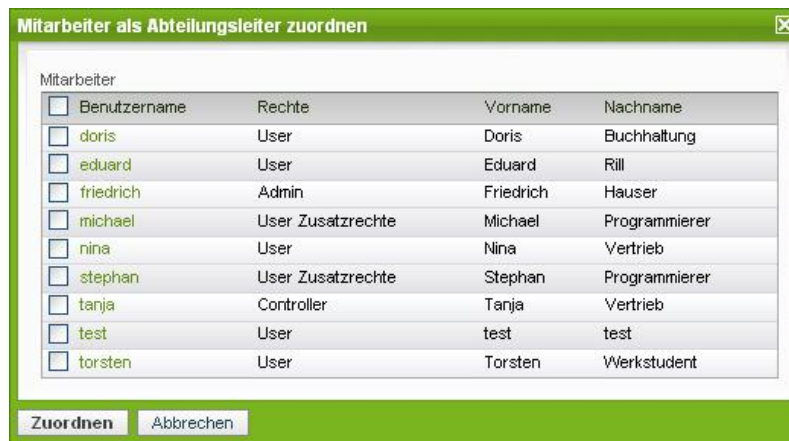 Mitarbeiter als Abteilungsleiter zuordnen
Mitarbeiter
Benutzername Rechte Vorname Nachname
doris User Doris Buchhaltung
eduard User Eduard Rill
friedrich Admin Friedrich Hauser
michael User Zusatzrechte Michael Programmierer
nina User Nina Vertrieb
stephan User Zusatzrechte Stephan Programmierer
tanja Controller Tanja Vertrieb
test User test test
torsten User Torsten Werkstudent
Zuordnen Abbrechen